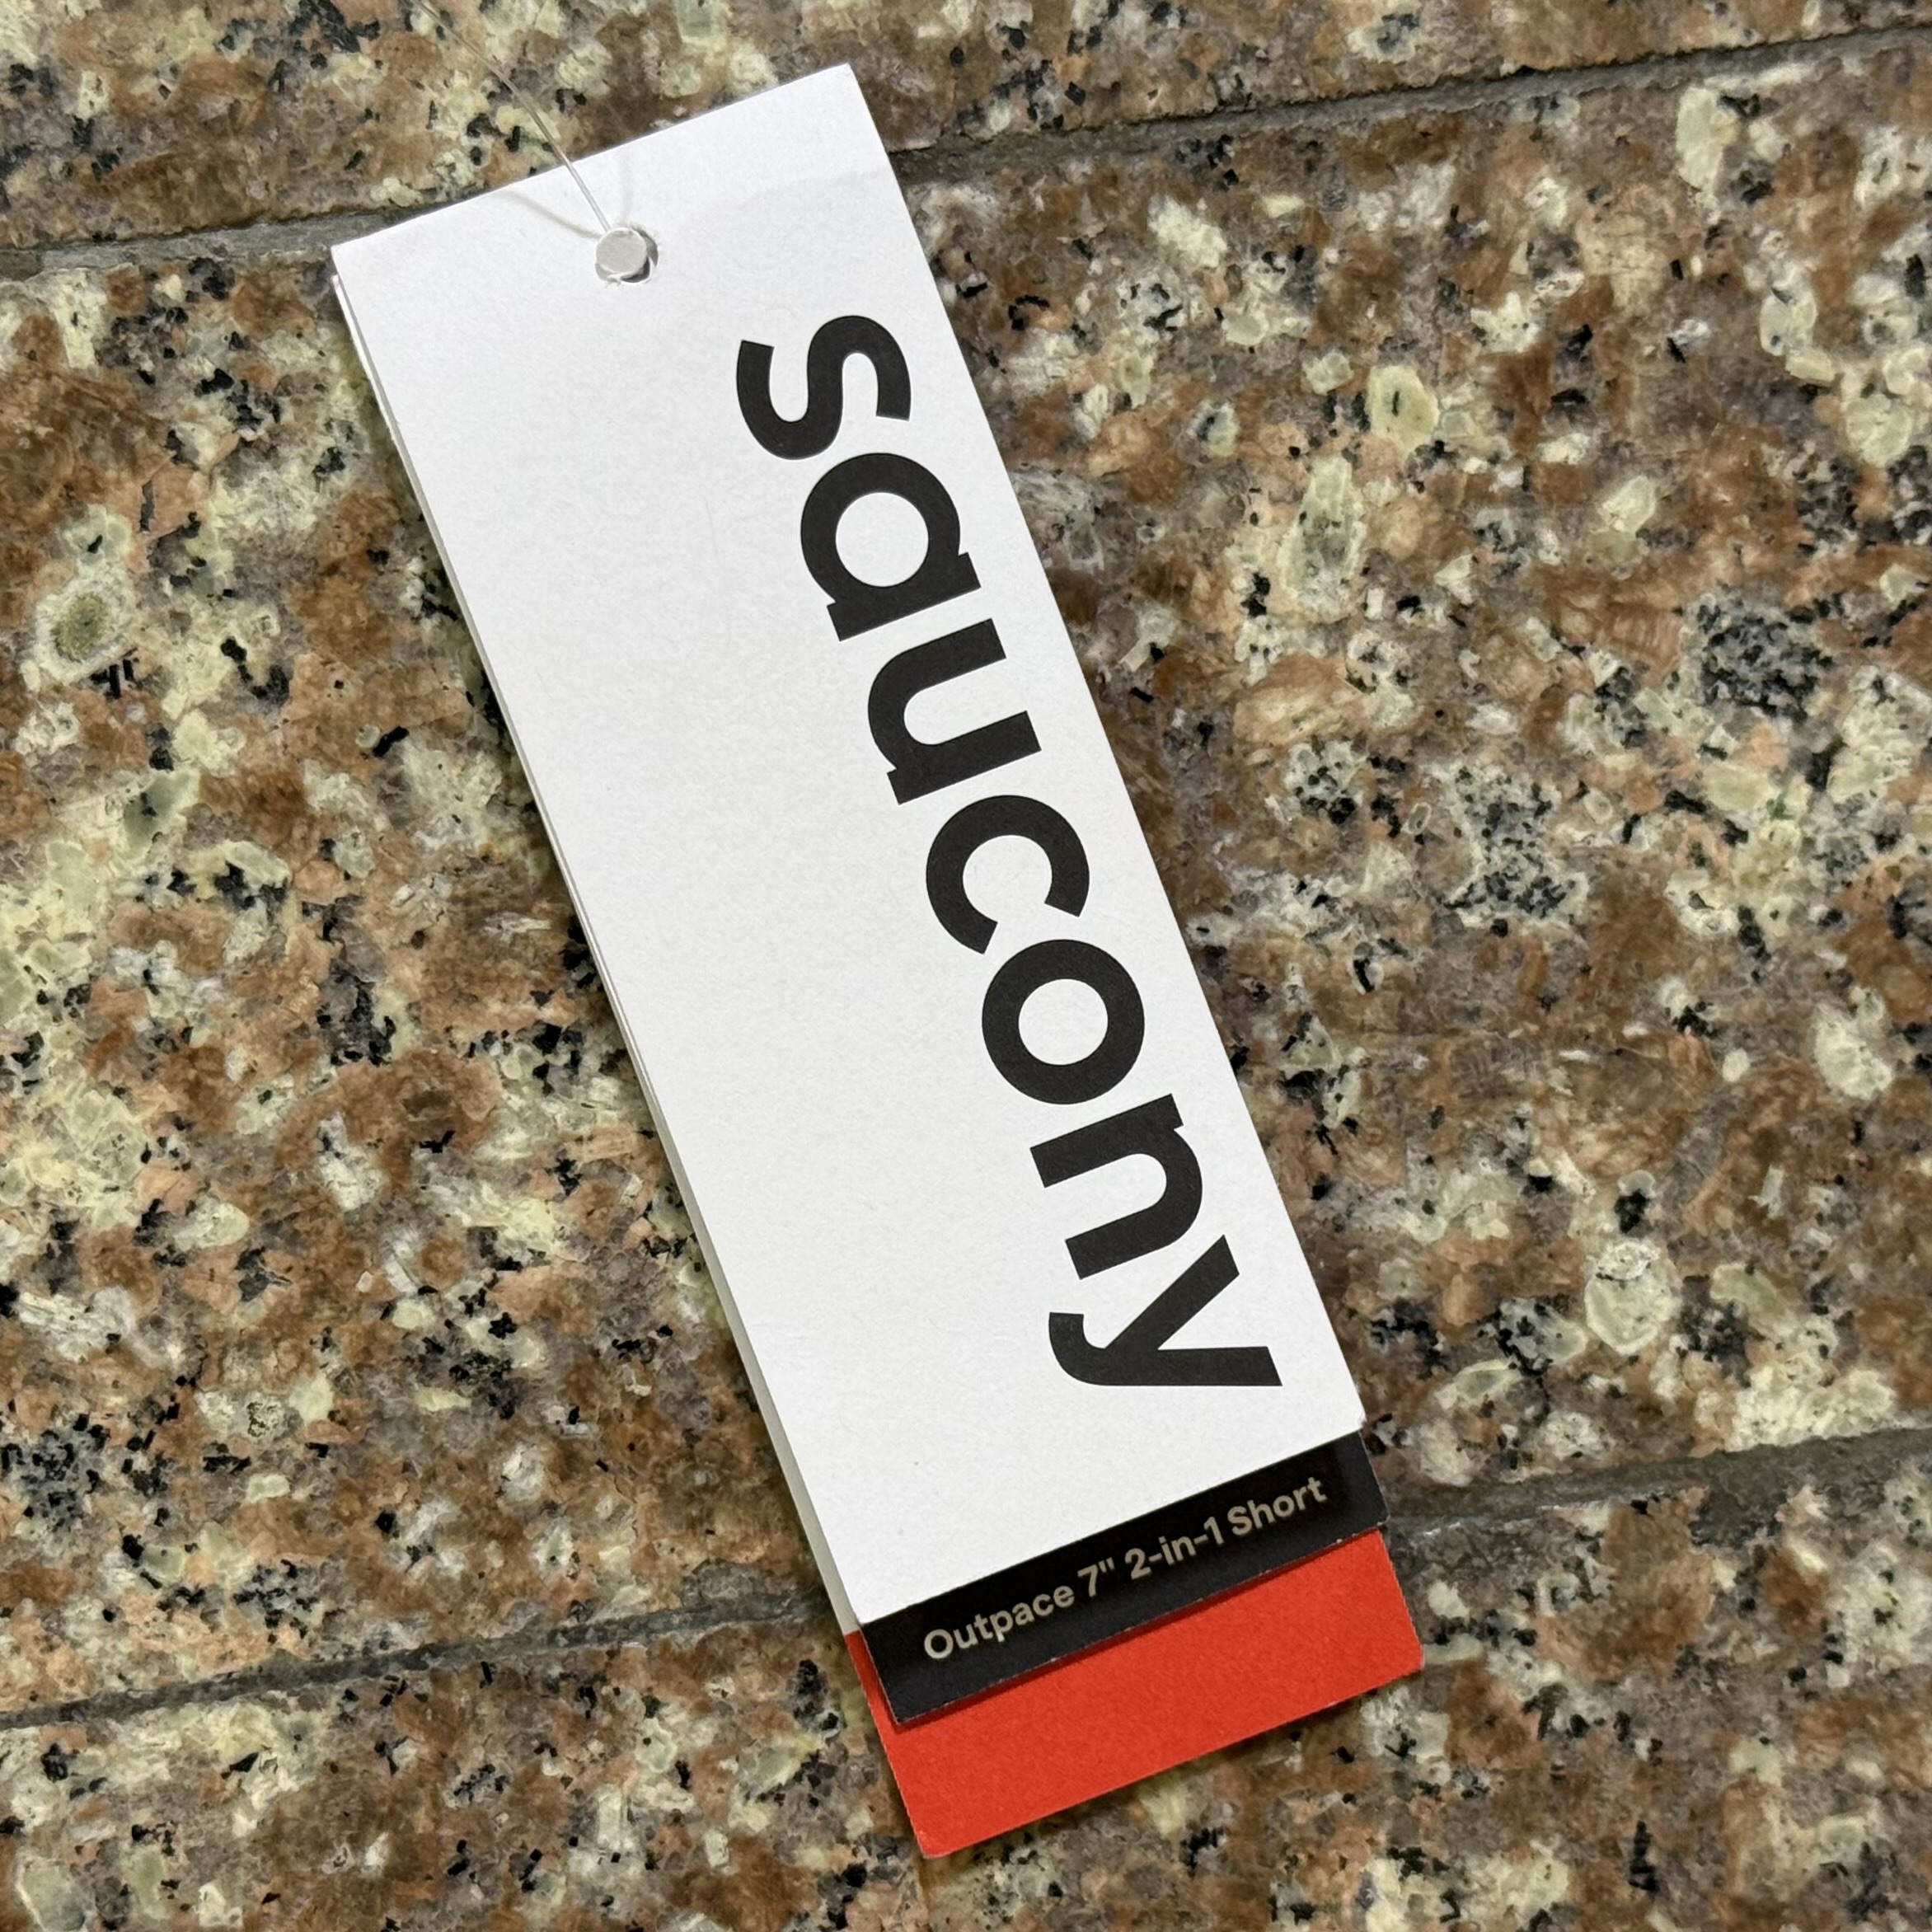 saucony
Outpace 7" 2-in-1 Short